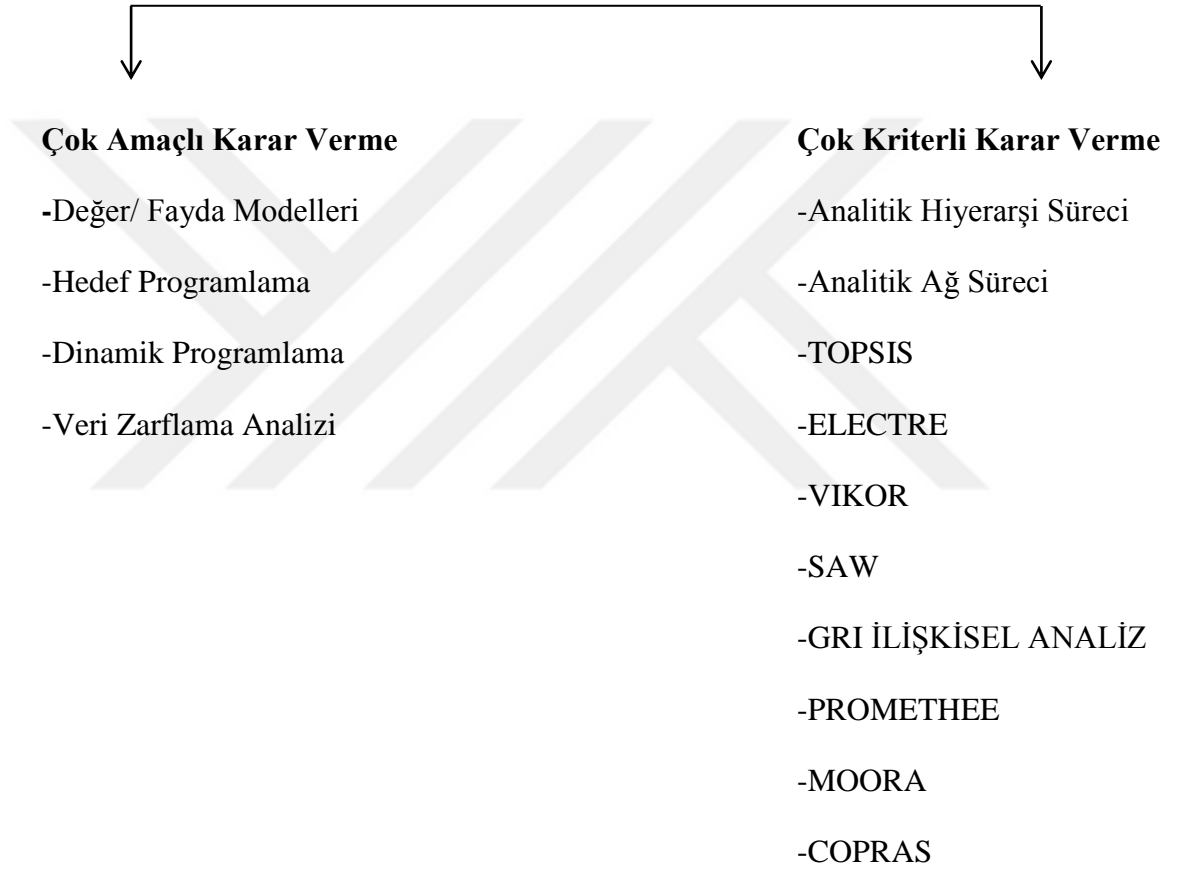 Çok Amaçlı Karar Verme
-Değer/ Fayda Modelleri
-Hedef Programlama
-Dinamik Programlama
-Veri Zarflama Analizi
Çok Kriterli Karar Verme
-Analitik Hiyerarşi Süreci
-Analitik Ağ Süreci
-TOPSIS
-ELECTRE
-VIKOR
-SAW
-GRI İLİŞKİSEL ANALİZ
-PROMETHEE
-MOORA
-COPRAS